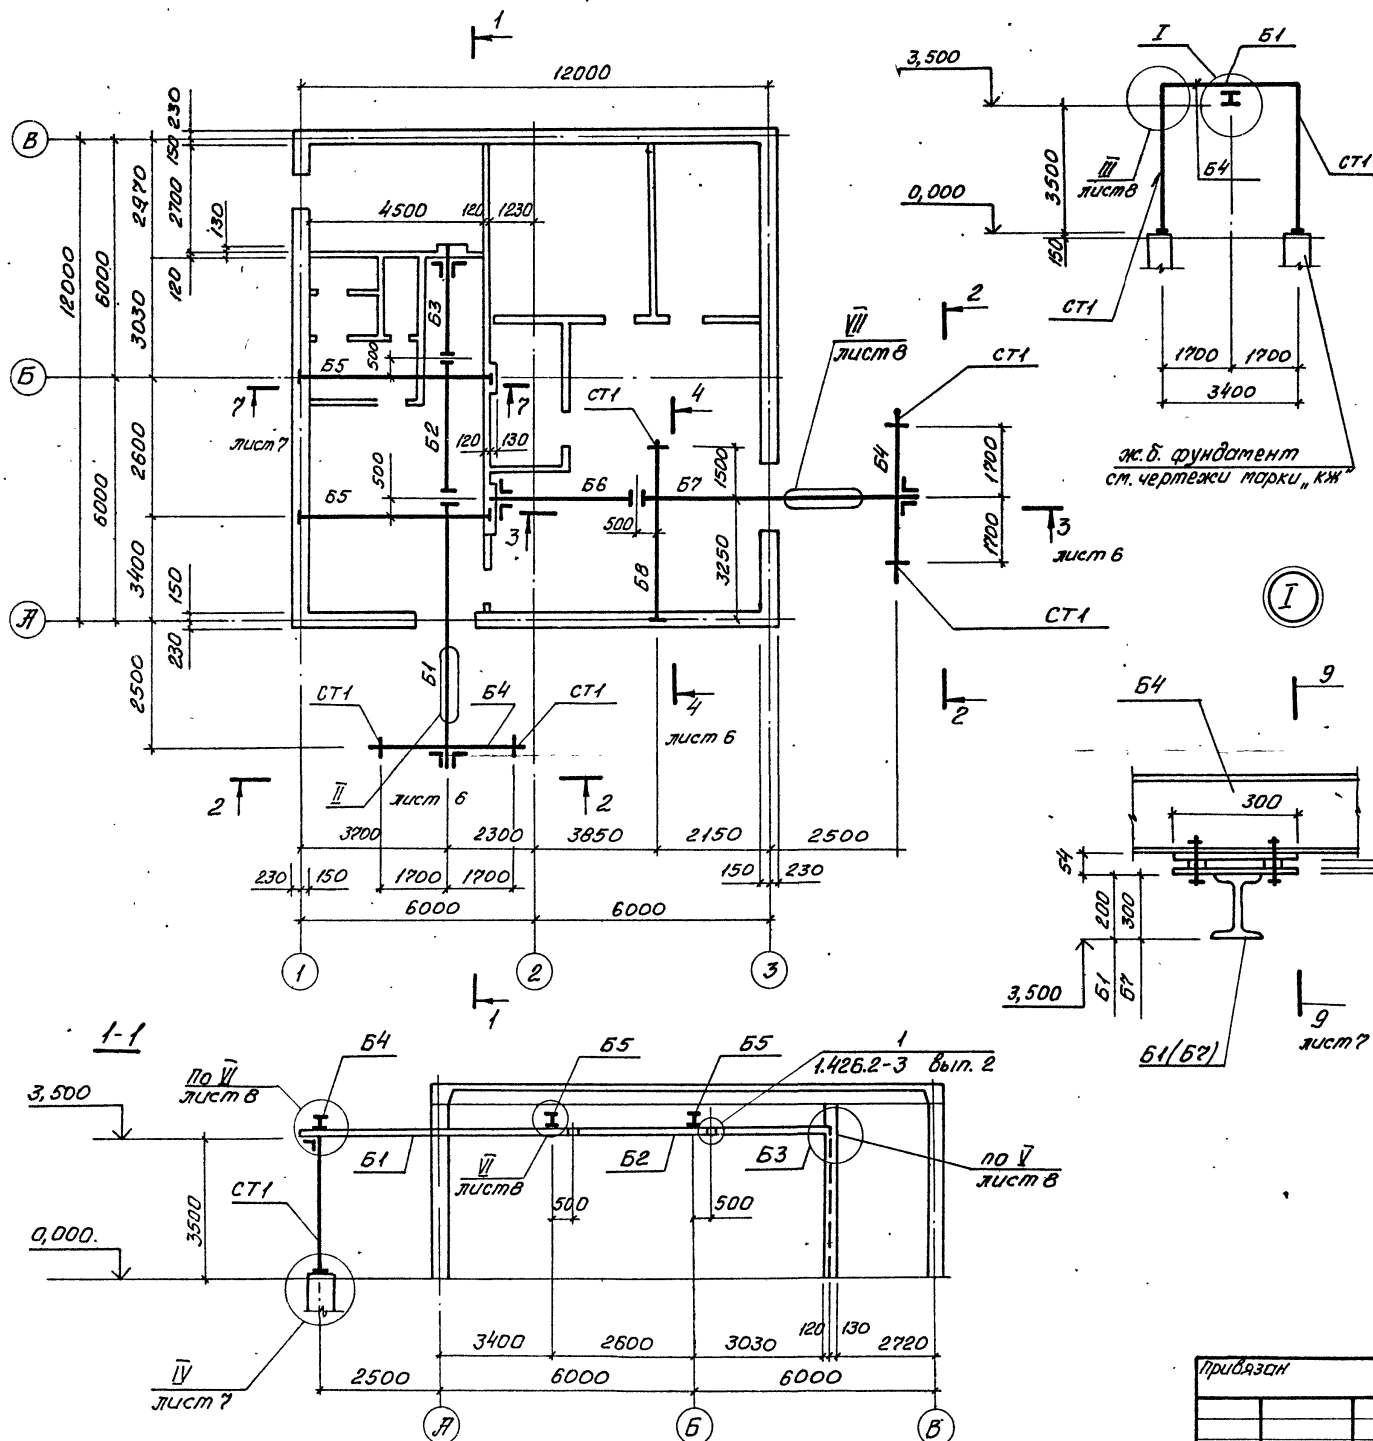 1
12000
В
Б
А
230
150
2970
2700
130
120
12000
6000
3030
4500
120
1230
Б3
500
Б5
7
7
лист 7
Б2
120
130
2600
500
6000
Б5
3
3400
150
230
2500
СТ1
4
1500
Б6
Б7
500
Б8
3250
VII
лист 8
2
СТ1
Б4
1700
1700
3
лист 6
СТ1
2
4
лист 6
Б1
СТ1
Б4
СТ1
2
II
лист 6
2
3700
2300
3850
2150
2500
230
150
1700
1700
150
230
6000
6000
1
2
3
1
I
Б1
3,500
III
лист 8
Б4
СТ1
3500
0,000
150
СТ1
1700
1700
3400
ж.б. фундамент
см. чертежи марки „КЖ"
I
Б4
9
300
54
200
300
3,500
Б1
Б7
Б1(Б7)
9
лист 7
1-1
по VI
лист 8
Б4
Б5
Б5
1
1.426.2-3 вып. 2
3,500
Б1
VI
лист 8
Б2
Б3
по V
лист 8
СТ1
3500
500
500
0,000
3400
2600
3030
120
130
2720
IV
лист 7
2500
6000
6000
А
Б
В
Привязан